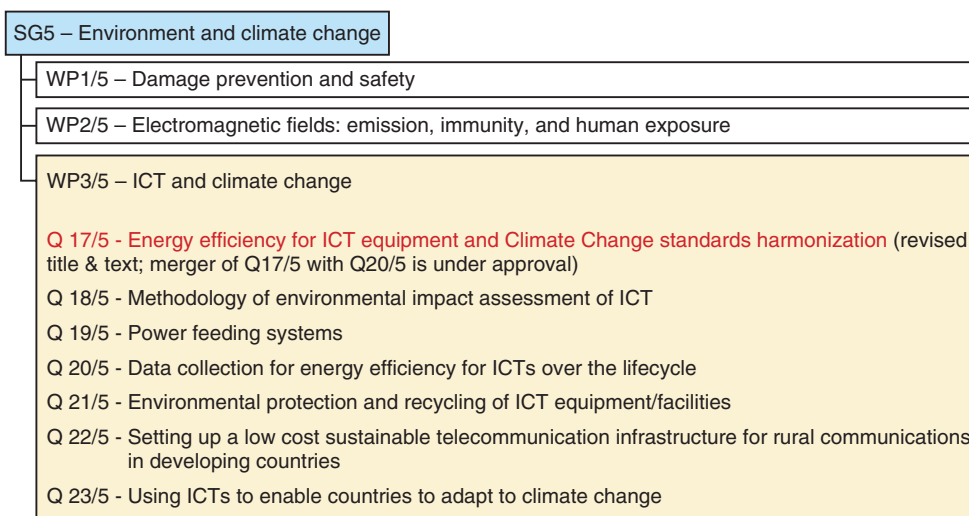 SG5 – Environment and climate change
WP1/5 – Damage prevention and safety
WP2/5 – Electromagnetic fields: emission, immunity, and human exposure
WP3/5 – ICT and climate change
Q 17/5 - Energy efficiency for ICT equipment and Climate Change standards harmonization (revised
title & text; merger of Q17/5 with Q20/5 is under approval)
Q 18/5 - Methodology of environmental impact assessment of ICT
Q 19/5 - Power feeding systems
Q 20/5 - Data collection for energy efficiency for ICTs over the lifecycle
Q 21/5 - Environmental protection and recycling of ICT equipment/facilities
Q 22/5 - Setting up a low cost sustainable telecommunication infrastructure for rural communications
in developing countries
Q 23/5 - Using ICTs to enable countries to adapt to climate change